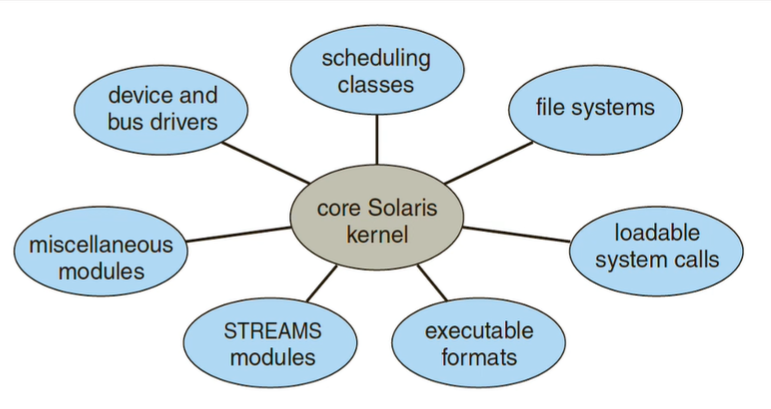 scheduling
classes
device and
bus drivers
file systems
core Solaris
kernel
miscellaneous
modules
loadable
system calls
STREAMS
modules
executable
formats